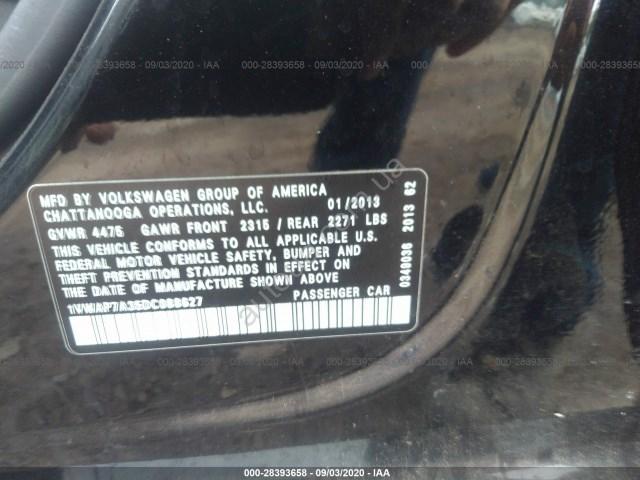 000-28393658 - 09/03/2020 - IAA
MFD BY VOLKSWAGEN GROUP OF AMERICA
CHATTANOOGA OPERATIONS, LLC. 01/2013
GVWR 4475 GAWR FRONT 2315 / REAR 2271 LBS
THIS VEHICLE CONFORMS TO ALL APPLICABLE U.S.
FEDERAL MOTOR VEHICLE SAFETY, BUMPER AND
THEFT PREVENTION STANDARDS IN EFFECT ON
THE DATE OF MANUFACTURE SHOWN ABOVE
PASSENGER CAR
0340036 2013 62
000-28393658 - 09/03/2020 - IAA